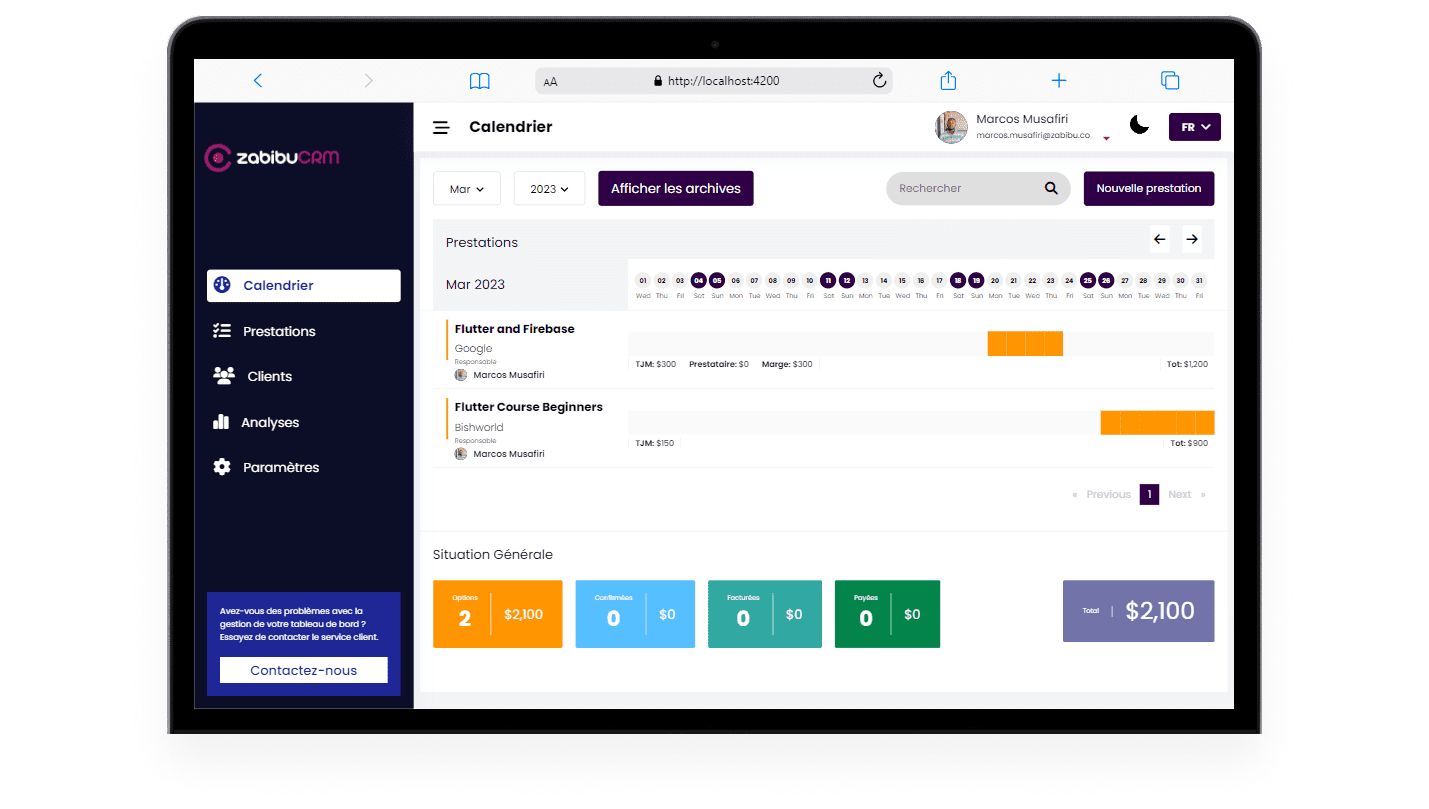 AA http://localhost:4200
zabibuCRM
Calendrier
Marcos Musafiri
marcos.musafiri@zabibu.co
FR
Mar
2023
Afficher les archives
Rechercher
Nouvelle prestation
Calendrier
Prestations
Clients
Analyses
Paramètres
Avez-vous des problèmes avec la
gestion de votre tableau de bord ?
Essayez de contacter le service client.
Contactez-nous
Prestations
Mar 2023
01 02 03 04 05 06 07 08 09 10 11 12 13 14 15 16 17 18 19 20 21 22 23 24 25 26 27 28 29 30 31
Wed Thu Fri Sat Sun Mon Tue Wed Thu Fri Sat Sun Mon Tue Wed Thu Fri Sat Sun Mon Tue Wed Thu Fri Sat Sun Mon Tue Wed Thu Fri
Flutter and Firebase
Google
Responsable
Marcos Musafiri
TJM: $300 Prestataire: $0 Marge: $300 Tot: $1,200
Flutter Course Beginners
Bishworld
Responsable
Marcos Musafiri
TJM: $150 Tot: $900
« Previous 1 Next »
Situation Générale
Options
2 $2,100
Confirmées
0 $0
Facturées
0 $0
Payées
0 $0
Total $2,100